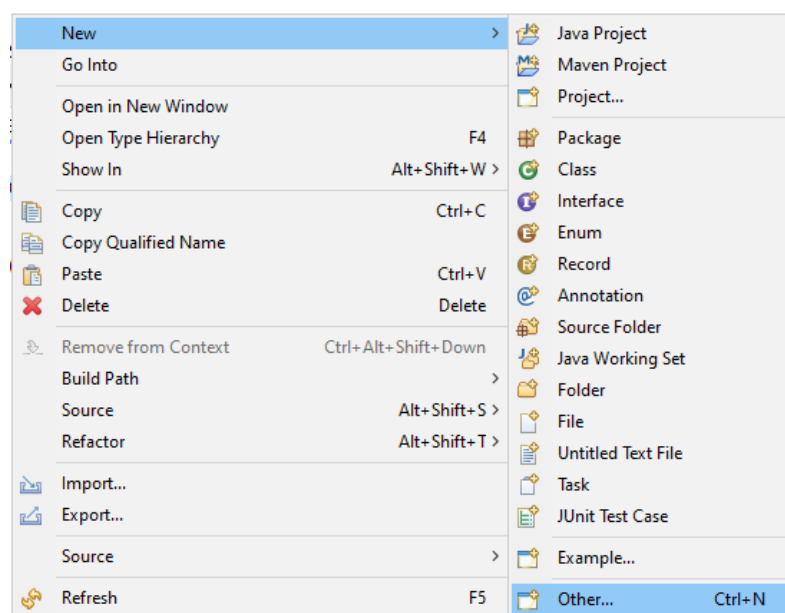 New >
Go Into
Open in New Window
Open Type Hierarchy F4
Show In Alt+Shift+W >
Copy Ctrl+C
Copy Qualified Name
Paste Ctrl+V
Delete Delete
Remove from Context Ctrl+Alt+Shift+Down
Build Path >
Source Alt+Shift+S >
Refactor Alt+Shift+T >
Import...
Export...
Source >
Refresh F5
Java Project
Maven Project
Project...
Package
Class
Interface
Enum
Record
Annotation
Source Folder
Java Working Set
Folder
File
Untitled Text File
Task
JUnit Test Case
Example...
Other... Ctrl+N